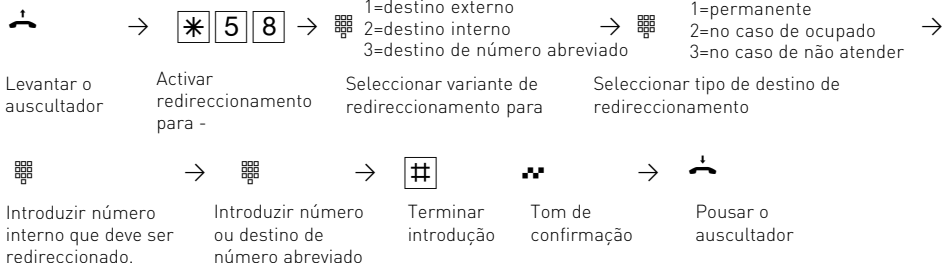 1=destino externo
2=destino interno
3=destino de número abreviado
1=permanente
2=no caso de ocupado
3=no caso de não atender
* 5 8
Levantar o
auscultador
Activar
redireccionamento
para -
Seleccionar variante de
redireccionamento para
Seleccionar tipo de destino de
redireccionamento
#
Introduzir número
interno que deve ser
redireccionado.
Introduzir número
ou destino de
número abreviado
Terminar
introdução
Tom de
confirmação
Pousar o
auscultador